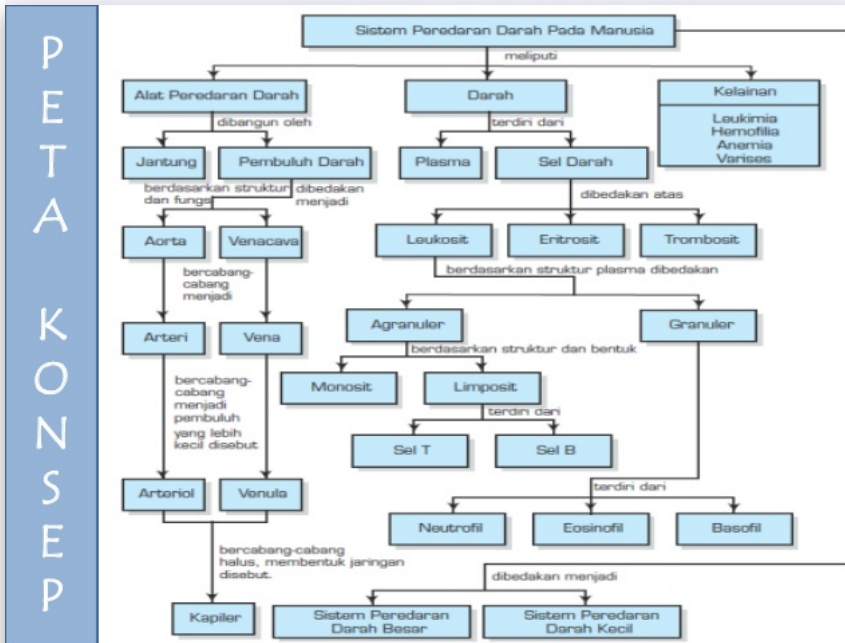 PETA KONSEP
Sistem Peredaran Darah Pada Manusia
meliputi
Alat Peredaran Darah
Darah
Kelainan
Leukimia
Hemofilia
Anemia
Varises
dibangun oleh
terdiri dari
Jantung
Pembuluh Darah
Plasma
Sel Darah
berdasarkan struktur
dan fungsi
dibedakan
menjadi
dibedakan atas
Aorta
Venacava
Leukosit
Eritrosit
Trombosit
bercabang-
cabang
menjadi
berdasarkan struktur plasma dibedakan
Arteri
Vena
Agranuler
Granuler
berdasarkan struktur dan bentuk
bercabang-
cabang
menjadi
pembuluh
yang lebih
kecil disebut
Monosit
Limposit
terdiri dari
Sel T
Sel B
Arteriol
Venula
terdiri dari
Neutrofil
Eosinofil
Basofil
bercabang-cabang
halus, membentuk jaringan
disebut.
dibedakan menjadi
Kapiler
Sistem Peredaran
Darah Besar
Sistem Peredaran
Darah Kecil